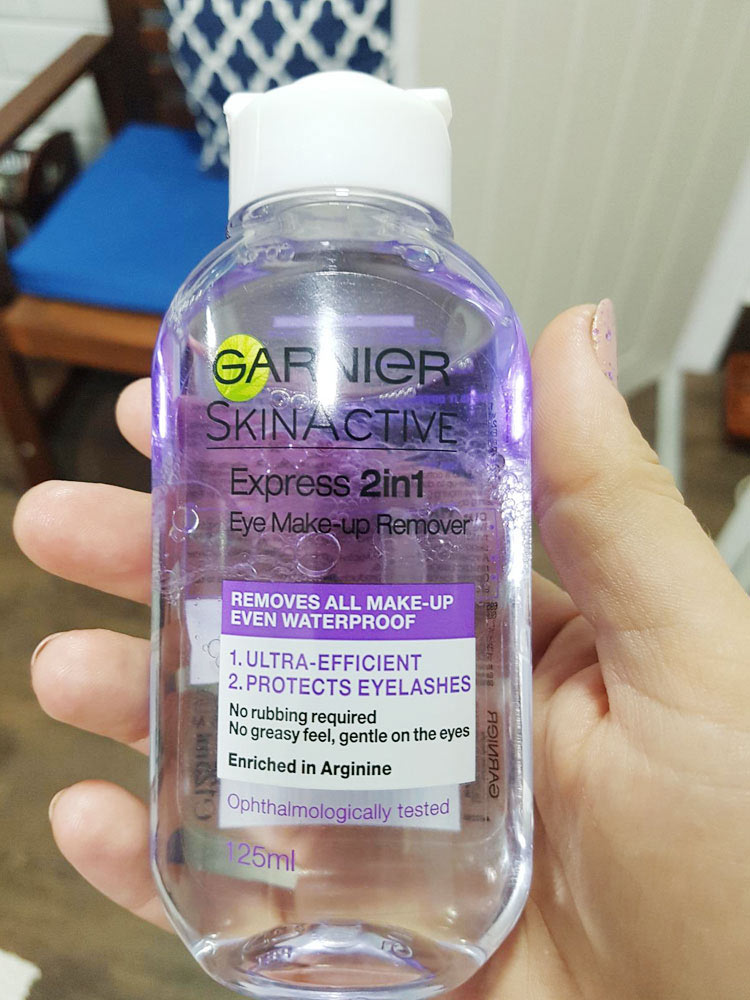 GARNIER
SKINACTIVE
Express 2in1
Eye Make-up Remover
REMOVES ALL MAKE-UP
EVEN WATERPROOF
1. ULTRA-EFFICIENT
2. PROTECTS EYELASHES
No rubbing required
No greasy feel, gentle on the eyes
Enriched in Arginine
Ophthalmologically tested
125ml
GARNIER